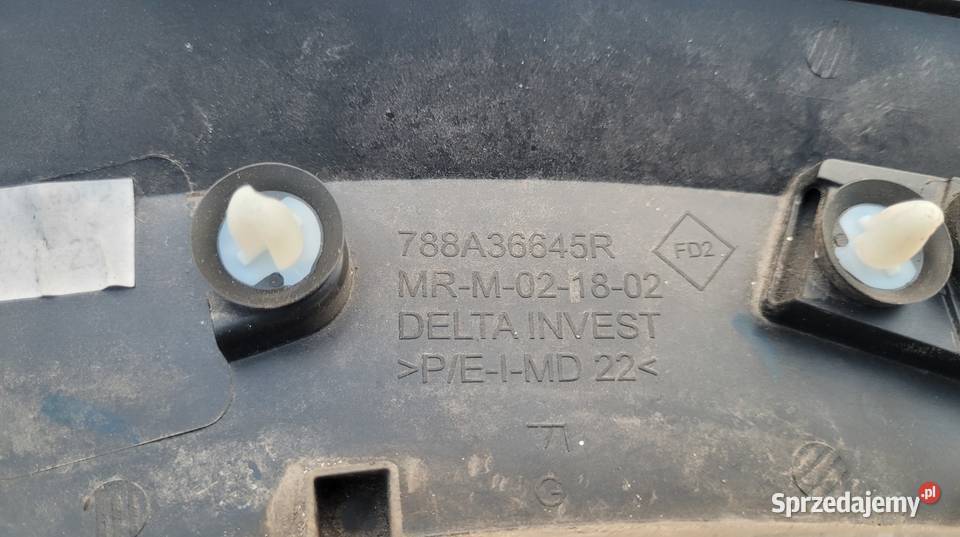 788A36645R
FD2
MR-M-02-18-02
DELTA INVEST
>P/E-I-MD 22<
G
Sprzedajemy.pl